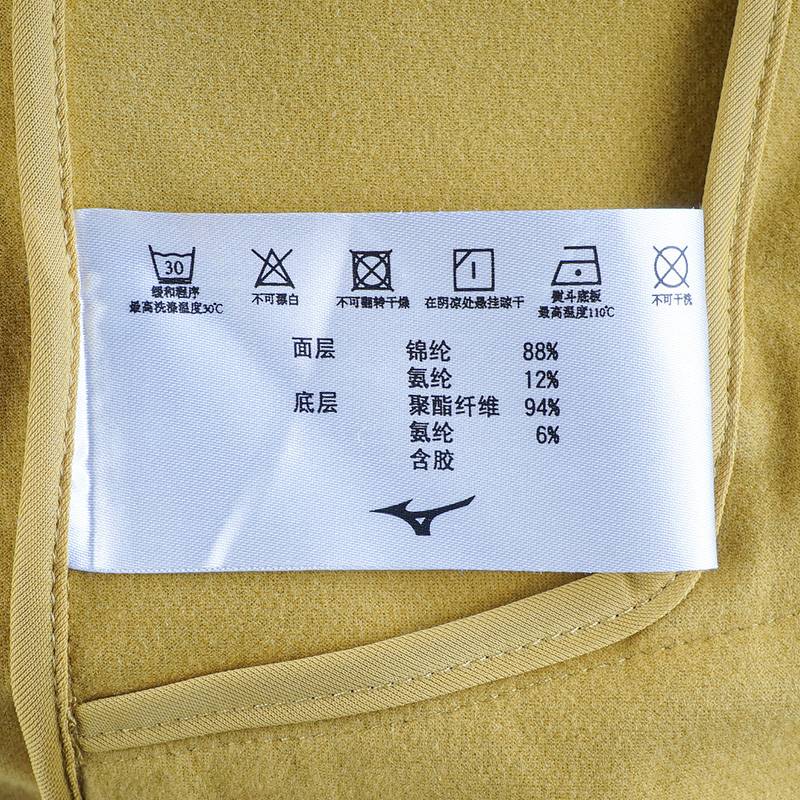 30
缓和程序
最高洗涤温度30℃
不可漂白
不可翻转干燥
在阴凉处悬挂晾干
熨斗底板
最高温度110℃
不可干洗
面层 锦纶 88%
氨纶 12%
底层 聚酯纤维 94%
氨纶 6%
含胶